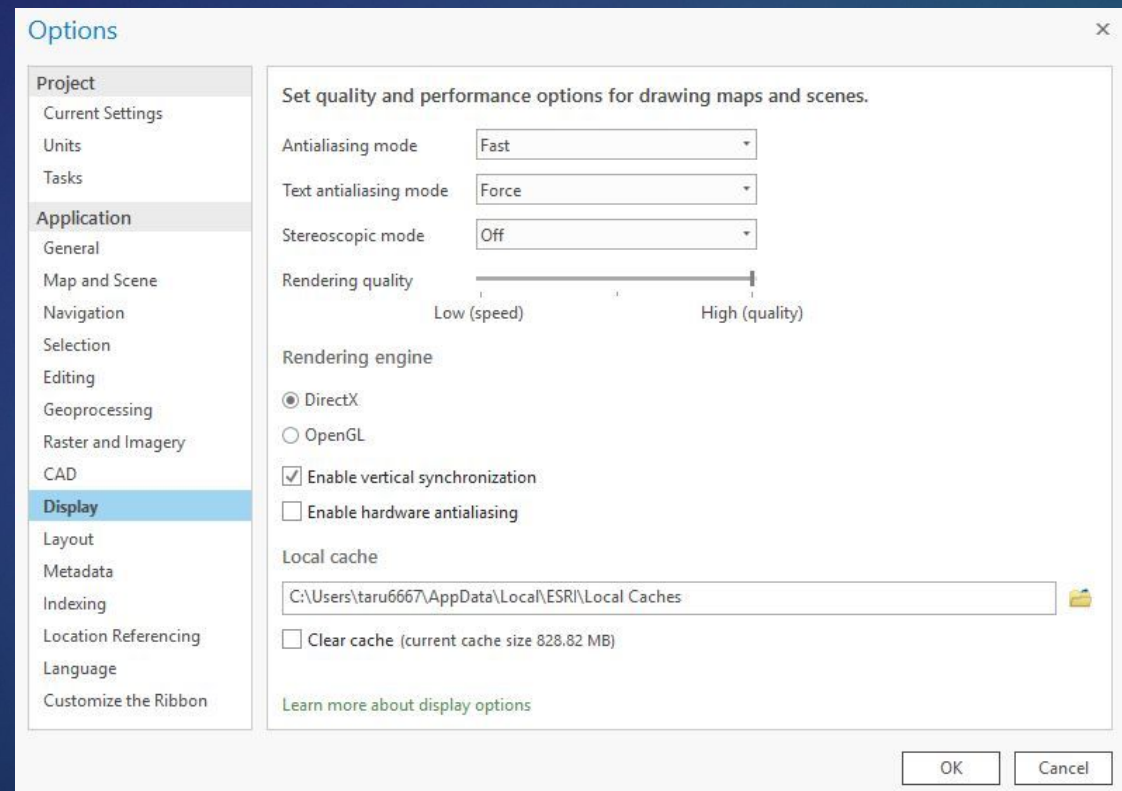 Options
Project
Current Settings
Units
Tasks
Application
General
Map and Scene
Navigation
Selection
Editing
Geoprocessing
Raster and Imagery
CAD
Display
Layout
Metadata
Indexing
Location Referencing
Language
Customize the Ribbon
Set quality and performance options for drawing maps and scenes.
Antialiasing mode Fast
Text antialiasing mode Force
Stereoscopic mode Off
Rendering quality
Low (speed) High (quality)
Rendering engine
DirectX
OpenGL
Enable vertical synchronization
Enable hardware antialiasing
Local cache
C:\Users\taru6667\AppData\Local\ESRI\Local Caches
Clear cache (current cache size 828.82 MB)
Learn more about display options
OK Cancel